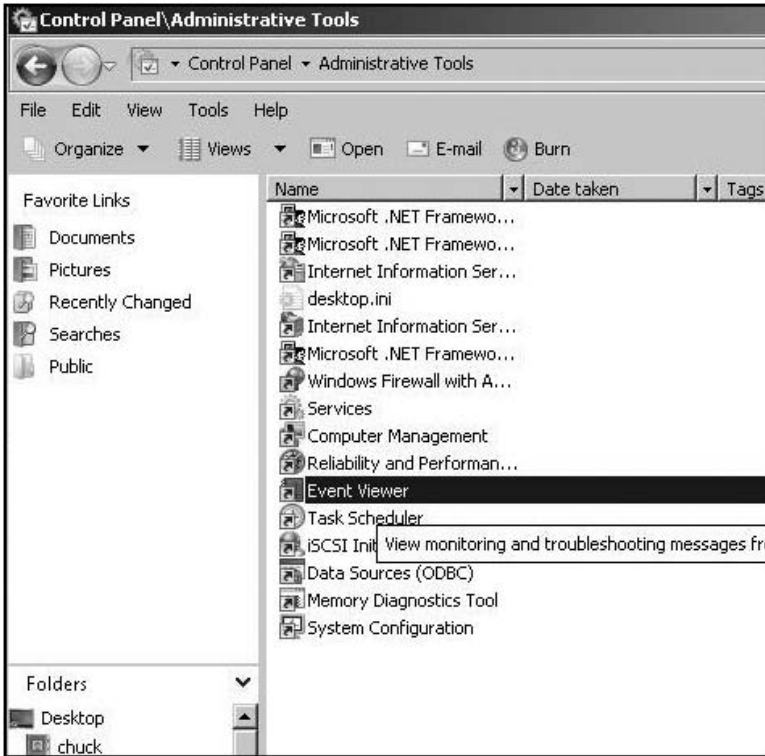 Control Panel\Administrative Tools
Control Panel Administrative Tools
File Edit View Tools Help
Organize Views Open E-mail Burn
Favorite Links
Documents
Pictures
Recently Changed
Searches
Public
Folders
Desktop
chuck
Name Date taken Tags
Microsoft .NET Framewo...
Microsoft .NET Framewo...
Internet Information Ser...
desktop.ini
Internet Information Ser...
Microsoft .NET Framewo...
Windows Firewall with A...
Services
Computer Management
Reliability and Performan...
Event Viewer
Task Scheduler
iSCSI Init View monitoring and troubleshooting messages fr
Data Sources (ODBC)
Memory Diagnostics Tool
System Configuration